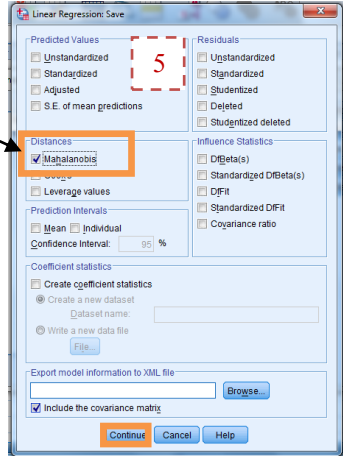 Linear Regression: Save
Predicted Values
Unstandardized
Standardized
Adjusted
S.E. of mean predictions
5
Residuals
Unstandardized
Standardized
Studentized
Deleted
Studentized deleted
Distances
Mahalanobis
Leverage values
Influence Statistics
DfBeta(s)
Standardized DfBeta(s)
DfFit
Standardized DfFit
Covariance ratio
Prediction Intervals
Mean Individual
Confidence Interval: 95 %
Coefficient statistics
Create coefficient statistics
Create a new dataset
Dataset name:
Write a new data file
File...
Export model information to XML file
Browse...
Include the covariance matrix
Continue Cancel Help